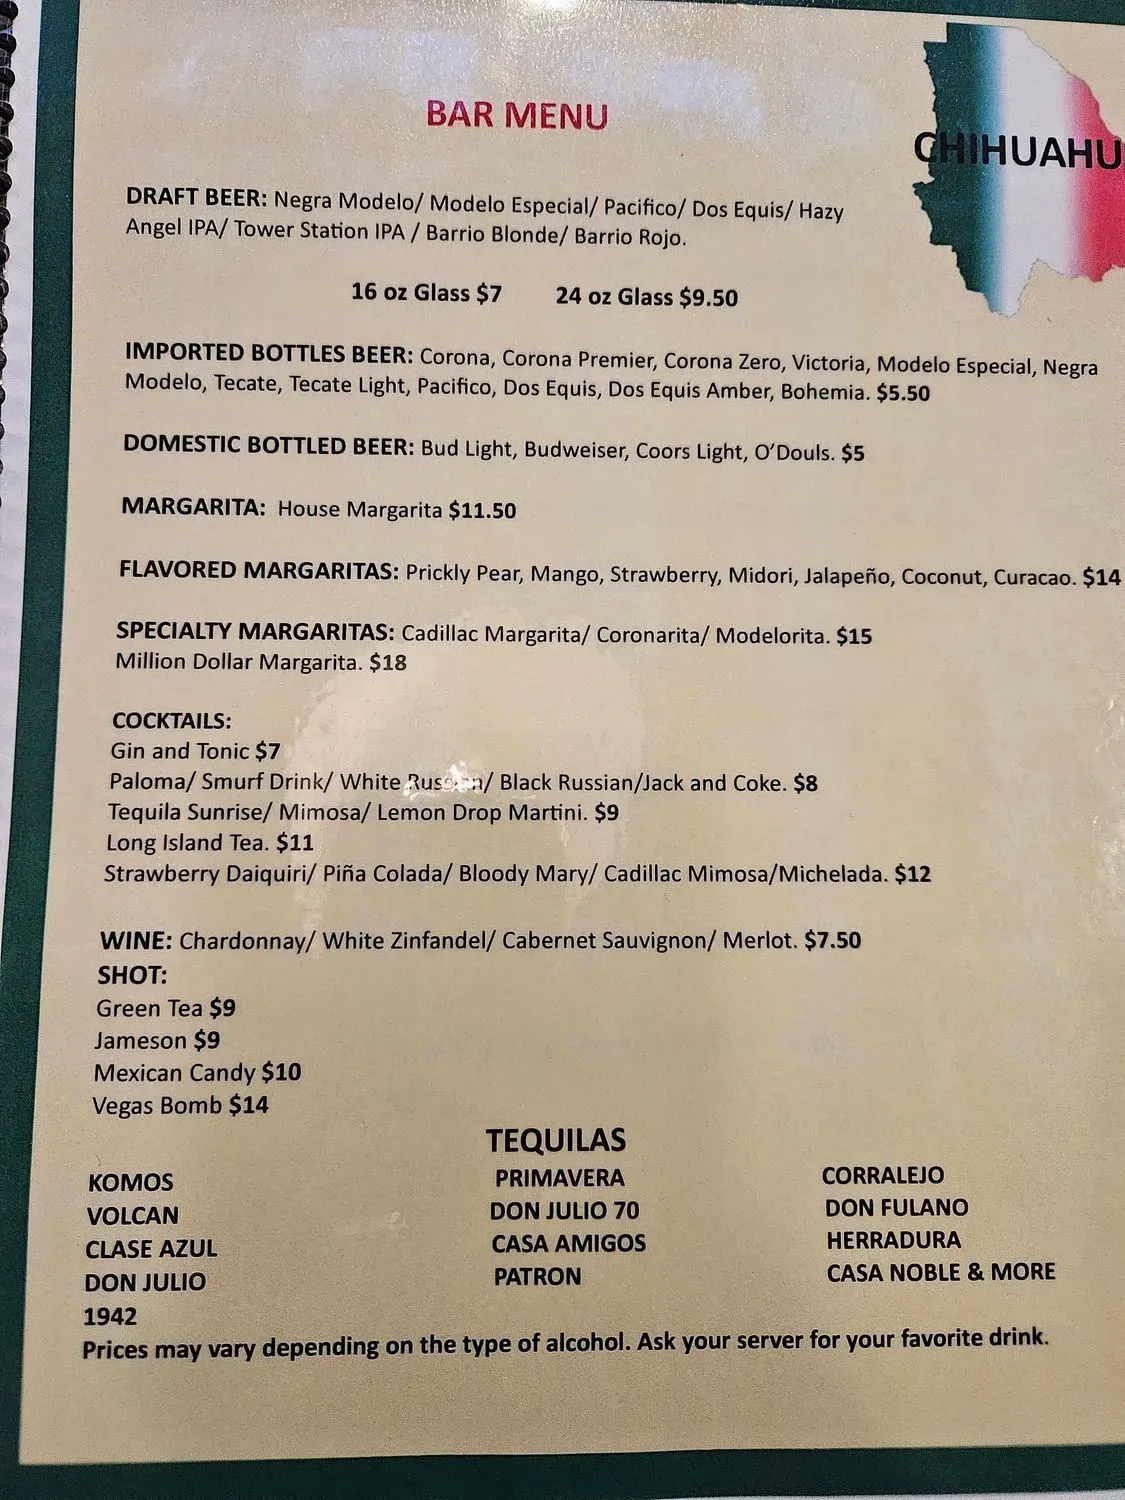 BAR MENU
CHIHUAHU
DRAFT BEER: Negra Modelo/ Modelo Especial/ Pacifico/ Dos Equis/ Hazy
Angel IPA/ Tower Station IPA / Barrio Blonde/ Barrio Rojo.
16 oz Glass $7 24 oz Glass $9.50
IMPORTED BOTTLES BEER: Corona, Corona Premier, Corona Zero, Victoria, Modelo Especial, Negra
Modelo, Tecate, Tecate Light, Pacifico, Dos Equis, Dos Equis Amber, Bohemia. $5.50
DOMESTIC BOTTLED BEER: Bud Light, Budweiser, Coors Light, O'Douls. $5
MARGARITA: House Margarita $11.50
FLAVORED MARGARITAS: Prickly Pear, Mango, Strawberry, Midori, Jalapeño, Coconut, Curacao. $14
SPECIALTY MARGARITAS: Cadillac Margarita/ Coronarita/ Modelorita. $15
Million Dollar Margarita. $18
COCKTAILS:
Gin and Tonic $7
Paloma/ Smurf Drink/ White Russian/ Black Russian/Jack and Coke. $8
Tequila Sunrise/ Mimosa/ Lemon Drop Martini. $9
Long Island Tea. $11
Strawberry Daiquiri/ Piña Colada/ Bloody Mary/ Cadillac Mimosa/Michelada. $12
WINE: Chardonnay/ White Zinfandel/ Cabernet Sauvignon/ Merlot. $7.50
SHOT:
Green Tea $9
Jameson $9
Mexican Candy $10
Vegas Bomb $14
TEQUILAS
KOMOS
VOLCAN
CLASE AZUL
DON JULIO
1942
PRIMAVERA
DON JULIO 70
CASA AMIGOS
PATRON
CORRALEJO
DON FULANO
HERRADURA
CASA NOBLE & MORE
Prices may vary depending on the type of alcohol. Ask your server for your favorite drink.